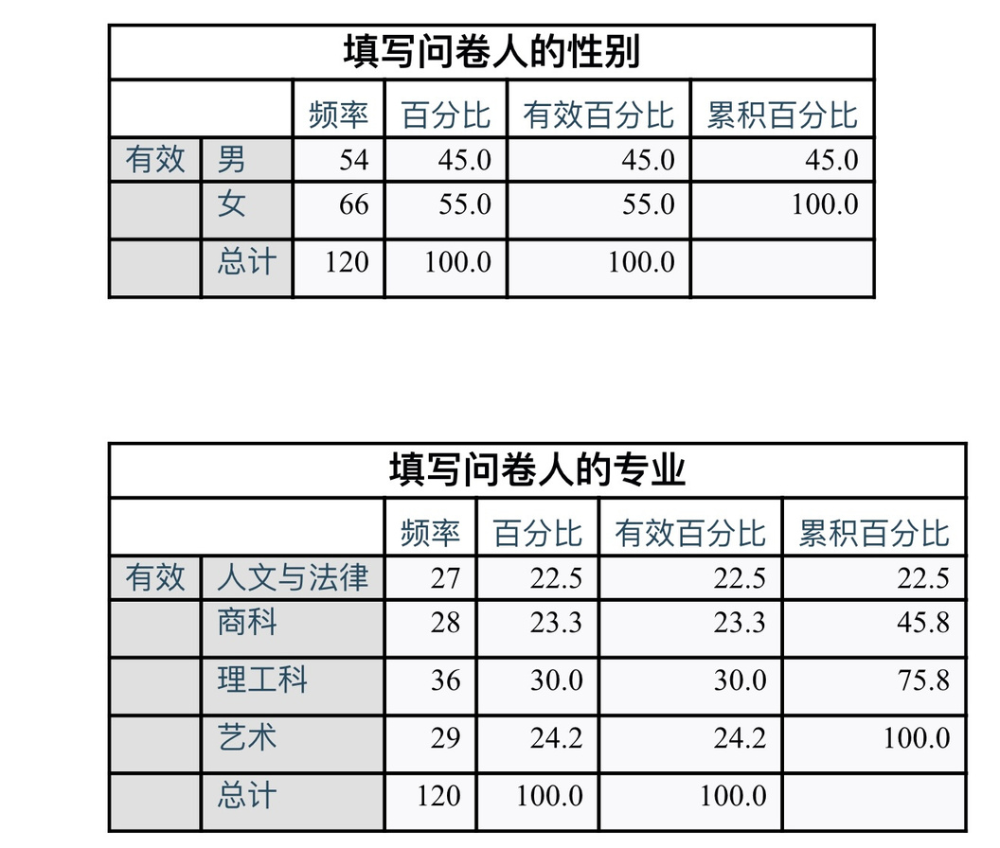 填写问卷人的性别
频率 百分比 有效百分比 累积百分比
有效 男 54 45.0 45.0 45.0
女 66 55.0 55.0 100.0
总计 120 100.0 100.0
填写问卷人的专业
频率 百分比 有效百分比 累积百分比
有效 人文与法律 27 22.5 22.5 22.5
商科 28 23.3 23.3 45.8
理工科 36 30.0 30.0 75.8
艺术 29 24.2 24.2 100.0
总计 120 100.0 100.0